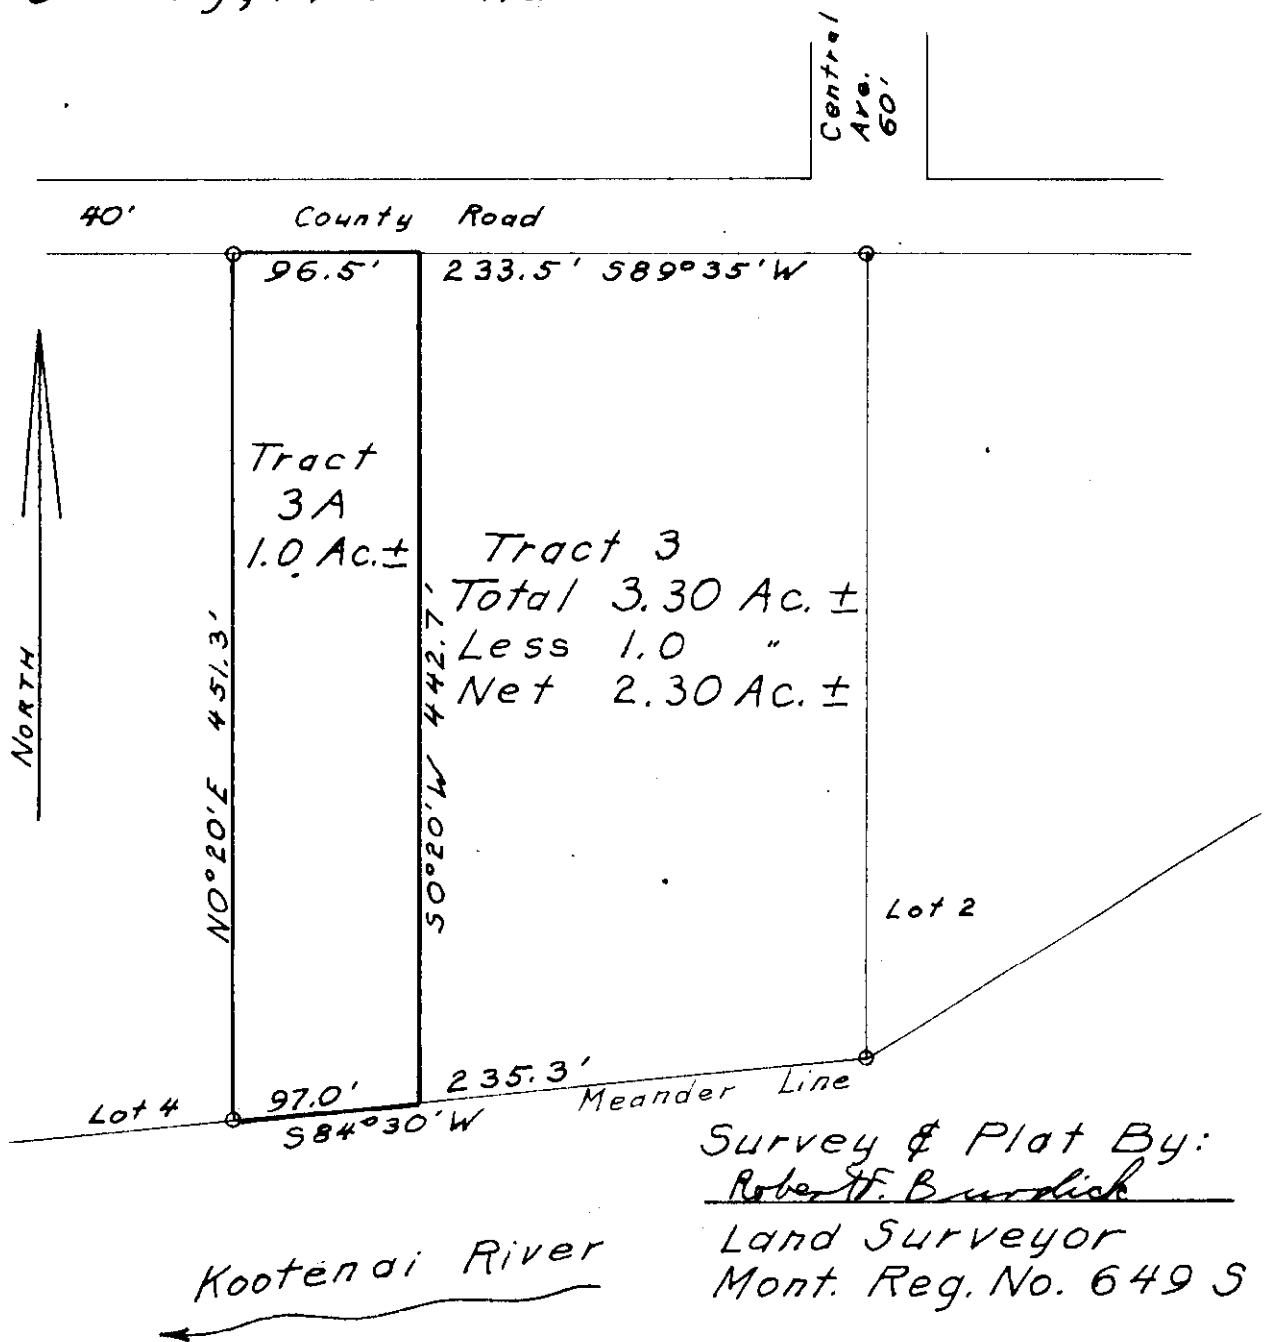 Central
Ave.
60'
40' County Road
96.5' 233.5' S89°35'W
Tract
3A
1.0 Ac.±
Tract 3
Total 3.30 Ac. ±
Less 1.0 "
Net 2.30 Ac. ±
NORTH
N0°20'E 451.3'
S0°20'W 442.7'
Lot 2
Lot 4
97.0'
235.3'
S84°30'W
Meander Line
Survey & Plat By:
Robert F. Burdick
Land Surveyor
Mont. Reg. No. 649 S
Kootenai River